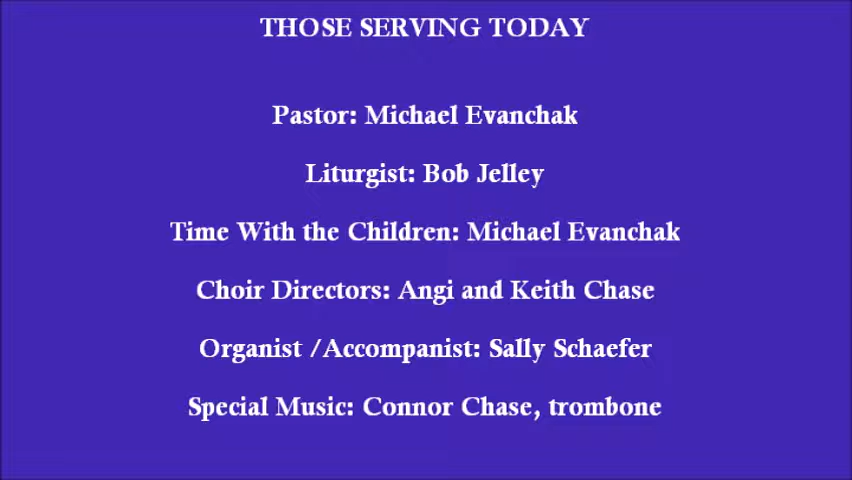 THOSE SERVING TODAY
Pastor: Michael Evanchak
Liturgist: Bob Jelley
Time With the Children: Michael Evanchak
Choir Directors: Angi and Keith Chase
Organist /Accompanist: Sally Schaefer
Special Music: Connor Chase, trombone